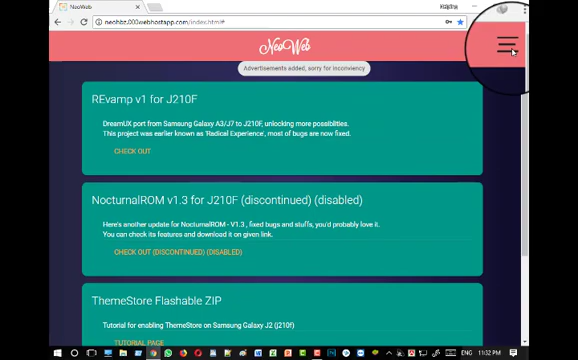 NeoWeb
neohbz.000webhostapp.com/index.html#
NeoWeb
Advertisements added, sorry for inconviency
REvamp v1 for J210F
DreamUX port from Samsung Galaxy A3/J7 to J210F, unlocking more possiblities.
This project was earlier known as 'Radical Experience', most of bugs are now fixed.
CHECK OUT
NocturnalROM v1.3 for J210F (discontinued) (disabled)
Here's another update for NocturnalROM - V1.3 , fixed bugs and stuffs, you'd probably love it.
You can check its features and download it on given link.
CHECK OUT (DISCONTINUED) (DISABLED)
ThemeStore Flashable ZIP
Tutorial for enabling ThemeStore on Samsung Galaxy J2 (j210f)
TUTORIAL PAGE
ENG
11:32 PM